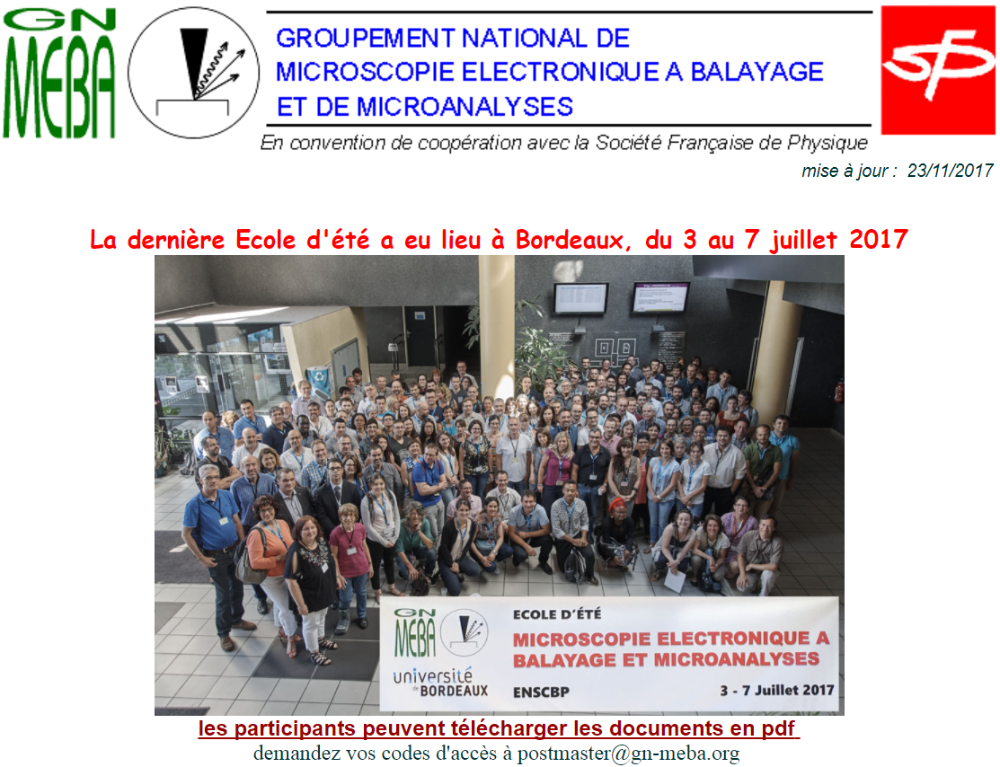 GN
MEBA
GROUPEMENT NATIONAL DE
MICROSCOPIE ELECTRONIQUE A BALAYAGE
ET DE MICROANALYSES
sfp
En convention de coopération avec la Société Française de Physique
mise à jour : 23/11/2017
La dernière Ecole d'été a eu lieu à Bordeaux, du 3 au 7 juillet 2017
GN
MEBA
ECOLE D'ÉTÉ
MICROSCOPIE ELECTRONIQUE A
BALAYAGE ET MICROANALYSES
université
de BORDEAUX
ENSCBP
3 - 7 Juillet 2017
les participants peuvent télécharger les documents en pdf
demandez vos codes d'accès à postmaster@gn-meba.org